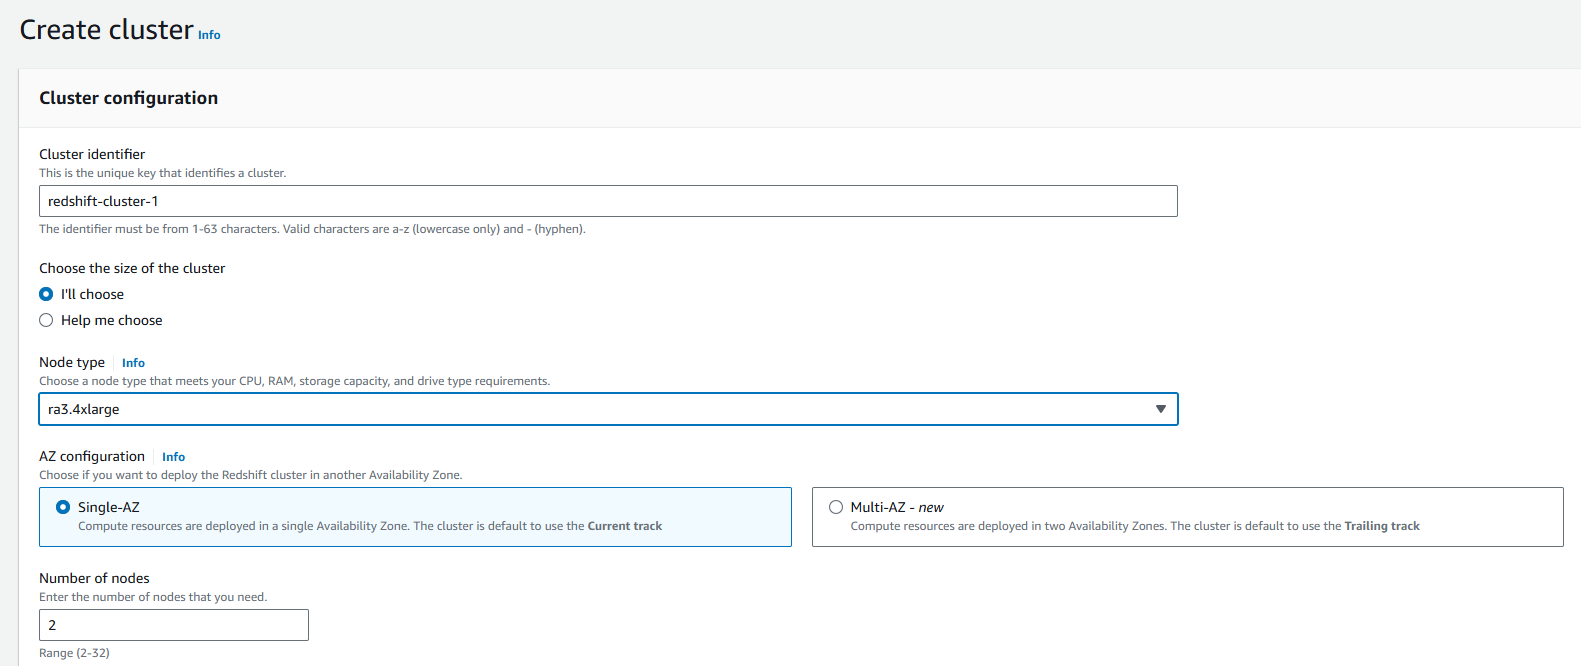 Create cluster Info
Cluster configuration
Cluster identifier
This is the unique key that identifies a cluster.
redshift-cluster-1
The identifier must be from 1-63 characters. Valid characters are a-z (lowercase only) and - (hyphen).
Choose the size of the cluster
I'll choose
Help me choose
Node type Info
Choose a node type that meets your CPU, RAM, storage capacity, and drive type requirements.
ra3.4xlarge
AZ configuration Info
Choose if you want to deploy the Redshift cluster in another Availability Zone.
Single-AZ
Compute resources are deployed in a single Availability Zone. The cluster is default to use the Current track
Multi-AZ - new
Compute resources are deployed in two Availability Zones. The cluster is default to use the Trailing track
Number of nodes
Enter the number of nodes that you need.
2
Range (2-32)